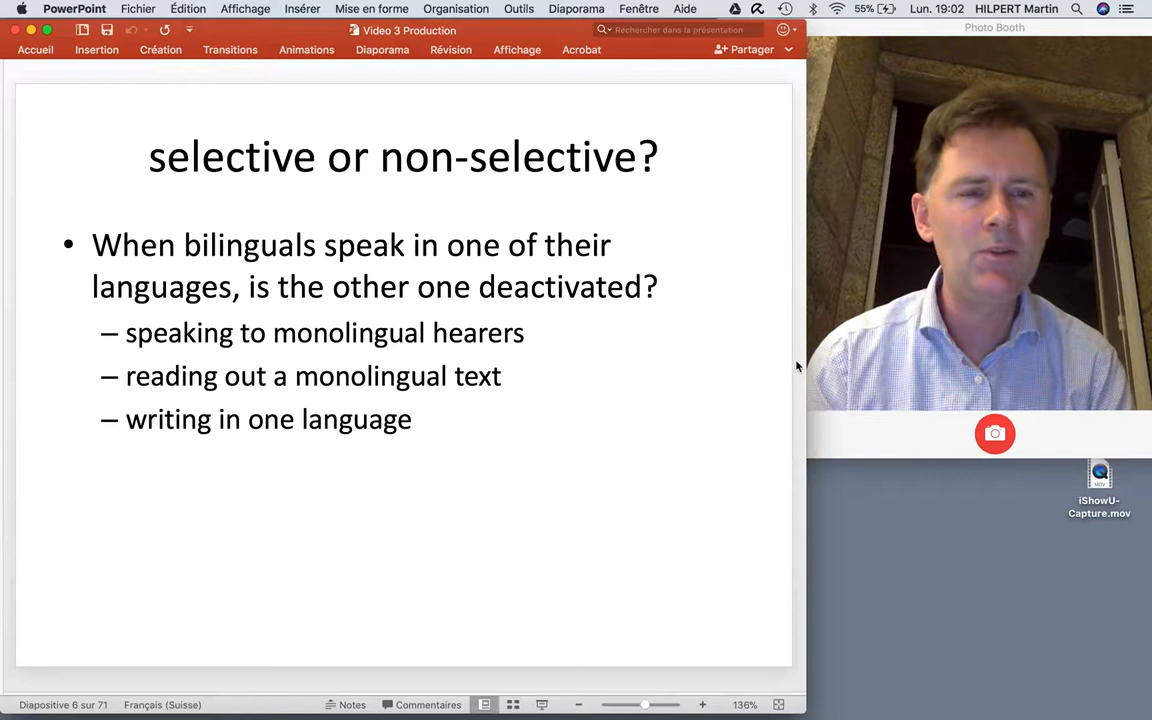 PowerPoint Fichier Édition Affichage Insérer Mise en forme Organisation Outils Diaporama Fenêtre Aide 55% Lun. 19:02 HILPERT Martin
Video 3 Production
Rechercher dans la présentation
Photo Booth
Accueil Insertion Création Transitions Animations Diaporama Révision Affichage Acrobat Partager
selective or non-selective?
• When bilinguals speak in one of their
languages, is the other one deactivated?
– speaking to monolingual hearers
– reading out a monolingual text
– writing in one language
MOV
iShowU-
Capture.mov
Diapositive 6 sur 71 Français (Suisse) Notes Commentaires 136%